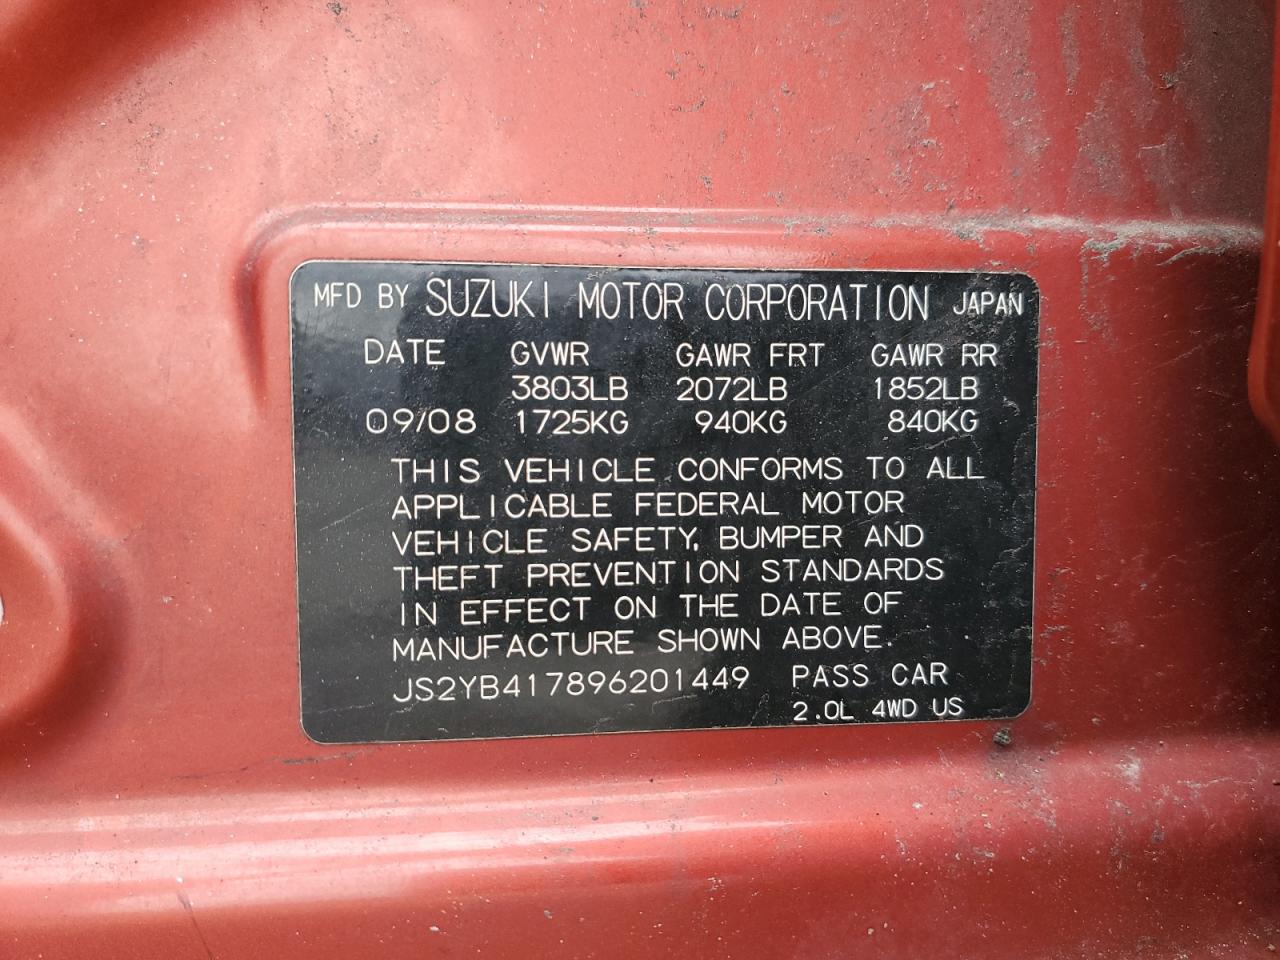 MFD BY SUZUKI MOTOR CORPORATION JAPAN
DATE GVWR GAWR FRT GAWR RR
3803LB 2072LB 1852LB
09/08 1725KG 940KG 840KG
THIS VEHICLE CONFORMS TO ALL
APPLICABLE FEDERAL MOTOR
VEHICLE SAFETY, BUMPER AND
THEFT PREVENTION STANDARDS
IN EFFECT ON THE DATE OF
MANUFACTURE SHOWN ABOVE.
JS2YB417896201449 PASS CAR
2.0L 4WD US